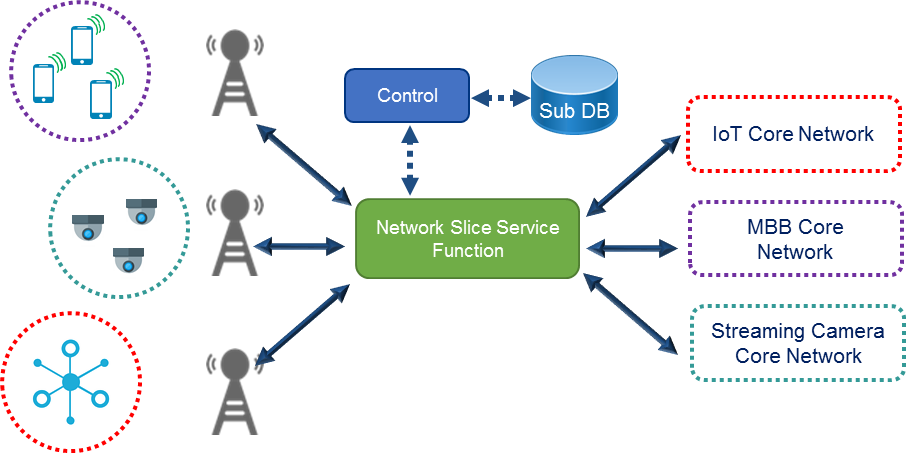 Control
Sub DB
IoT Core Network
Network Slice Service
Function
MBB Core
Network
Streaming Camera
Core Network